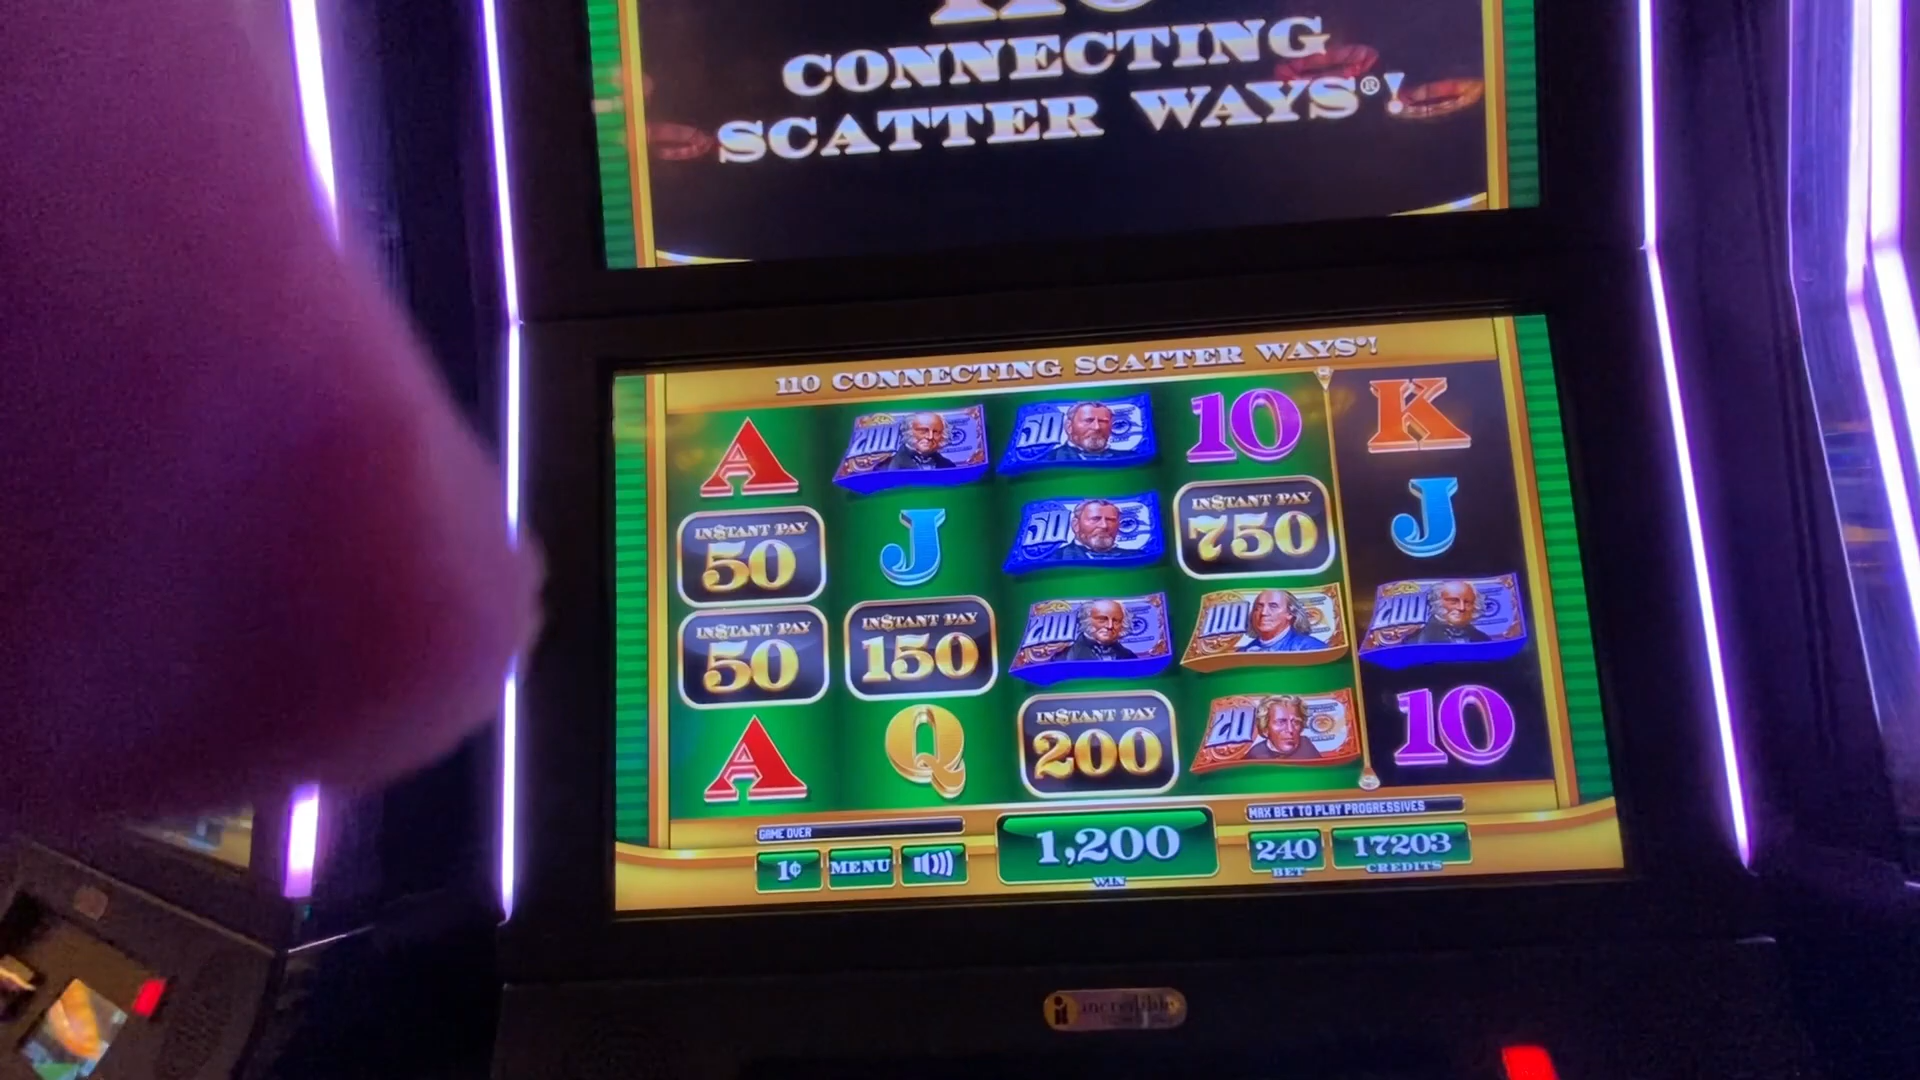 110
CONNECTING
SCATTER WAYS®!
110 CONNECTING SCATTER WAYS®!
A 200 50 10 K
INSTANT PAY 50 J 50 INSTANT PAY 750 J
INSTANT PAY 50 INSTANT PAY 150 200 100 200
A Q INSTANT PAY 200 20 10
GAME OVER
MAX BET TO PLAY PROGRESSIVES
1¢ MENU 1,200 240 17203
WIN BET CREDITS
incredible